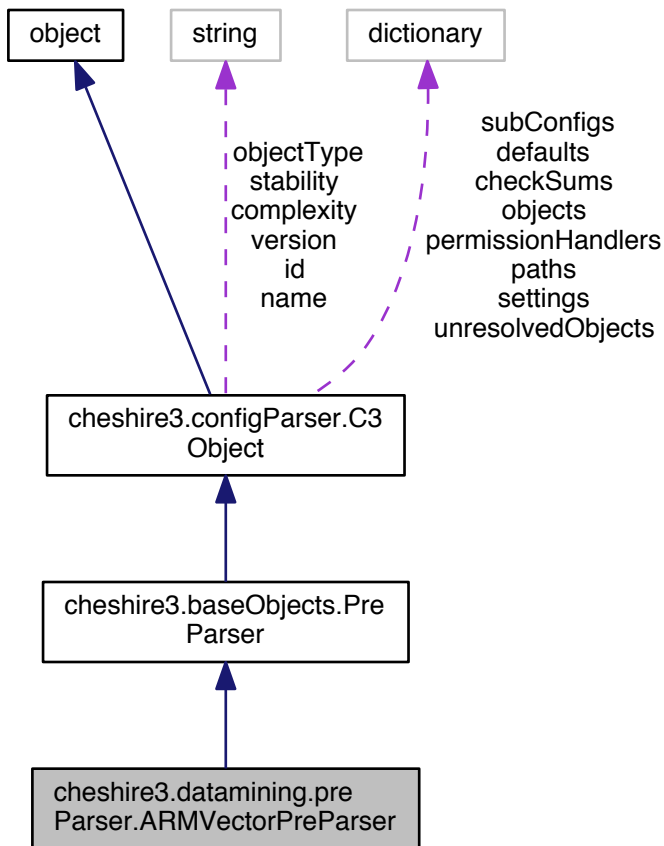 object
string
dictionary
objectType
stability
complexity
version
id
name
subConfigs
defaults
checkSums
objects
permissionHandlers
paths
settings
unresolvedObjects
cheshire3.configParser.C3
Object
cheshire3.baseObjects.Pre
Parser
cheshire3.datamining.pre
Parser.ARMVectorPreParser